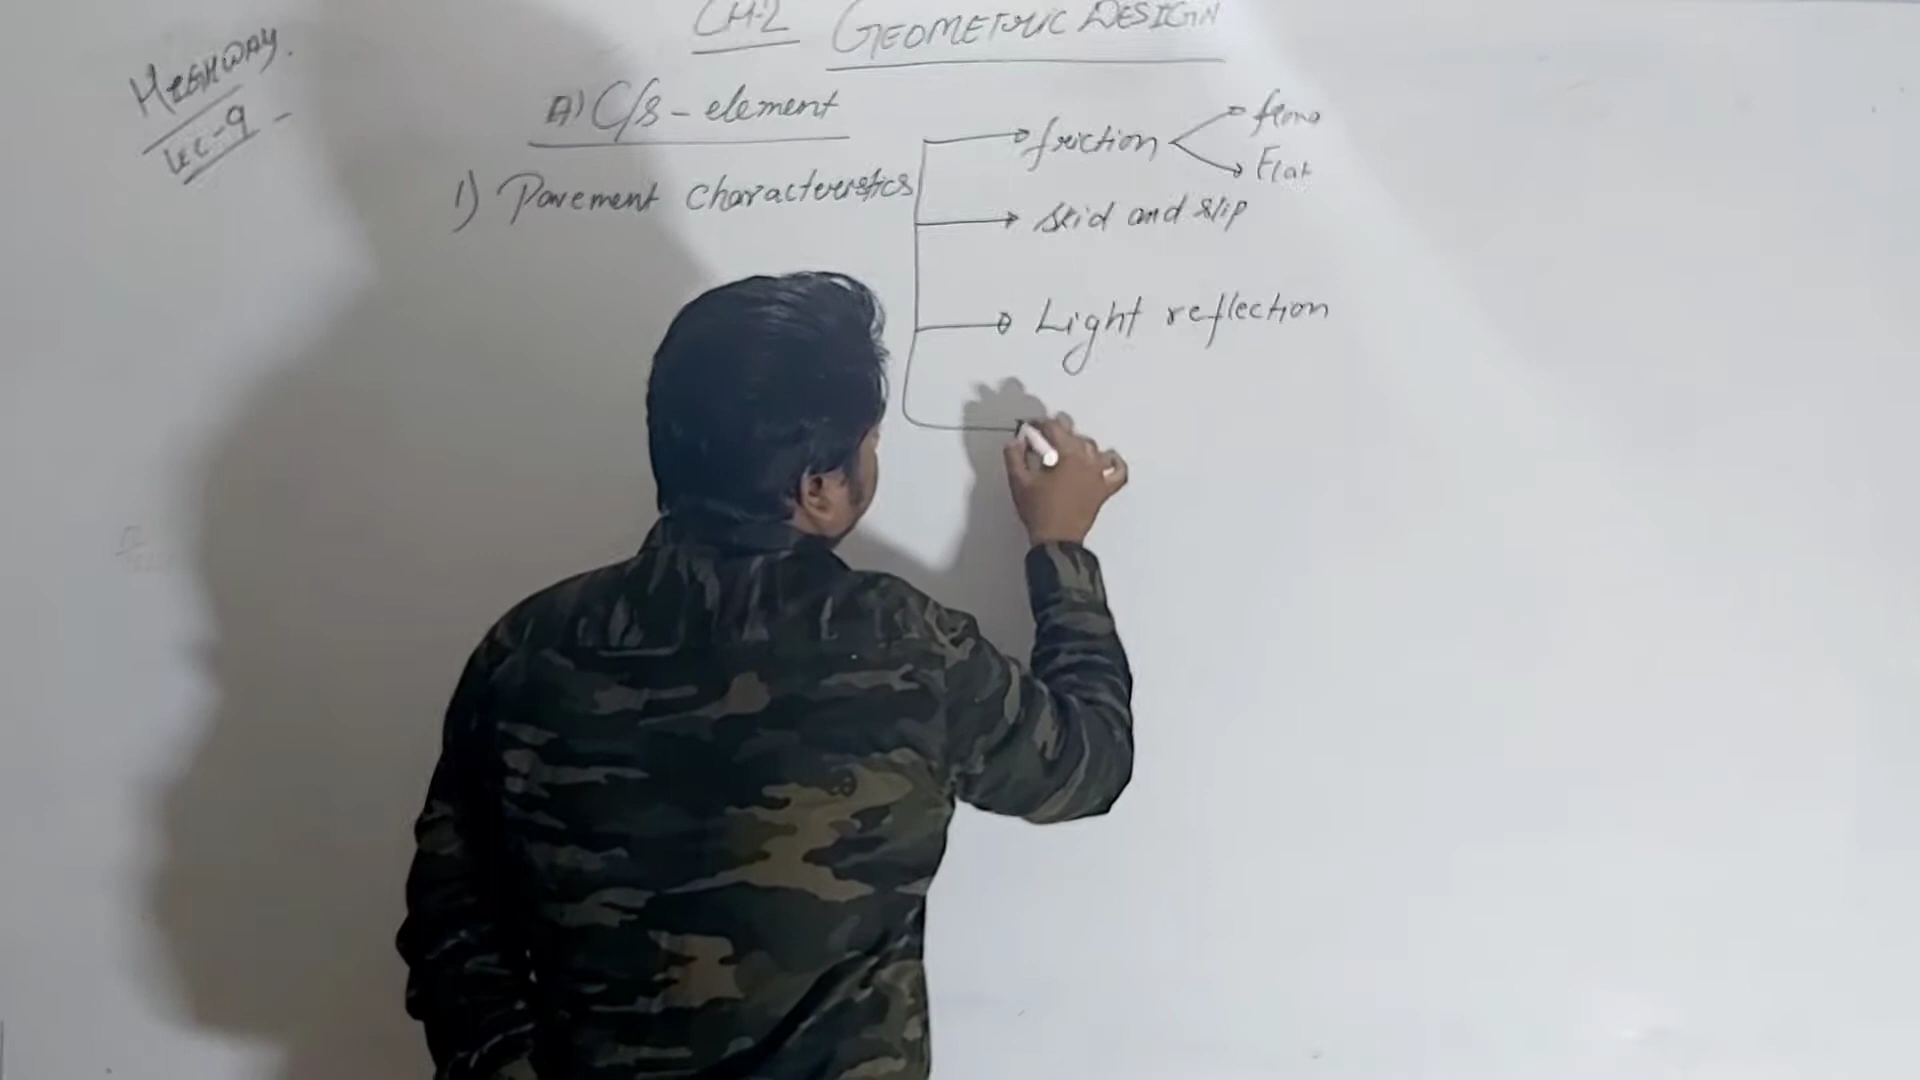 CH-2 GEOMETRIC DESIGN
HIGHWAY.
LEC-9
A) C/S - element
1) Pavement characteristics
friction
Flat
skid and slip
Light reflection